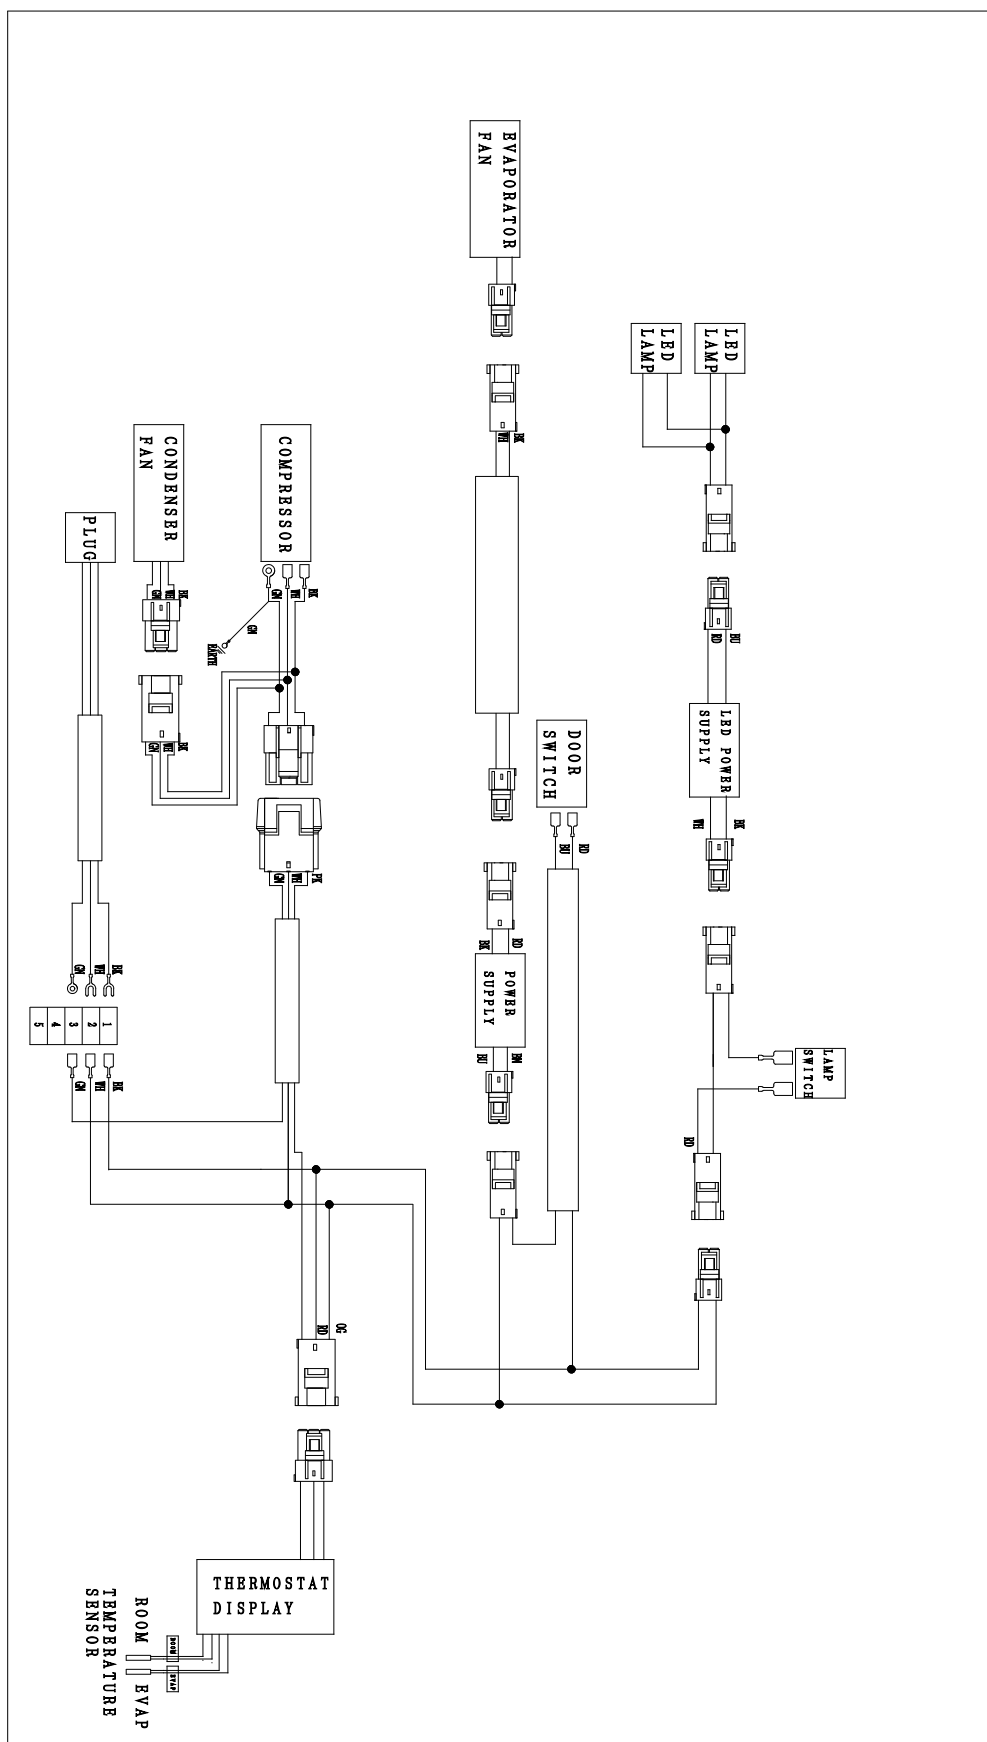 EVAPORATOR
FAN
LED
LAMP
LED
LAMP
CONDENSER
FAN
COMPRESSOR
PLUG
BK
WH
BK
WH
GN
BK
WH
GN
GN
EARTH
BU
RD
LED POWER
SUPPLY
DOOR
SWITCH
BK
WH
GN
BK
WH
RD
BU
PK
WH
GN
RD
BK
POWER
SUPPLY
BK
WH
GN
1
2
3
4
5
LAMP
SWITCH
BN
BU
BK
WH
GN
RD
OG
RD
THERMOSTAT
DISPLAY
ROOM
EVAP
ROOM EVAP
TEMPERATURE
SENSOR